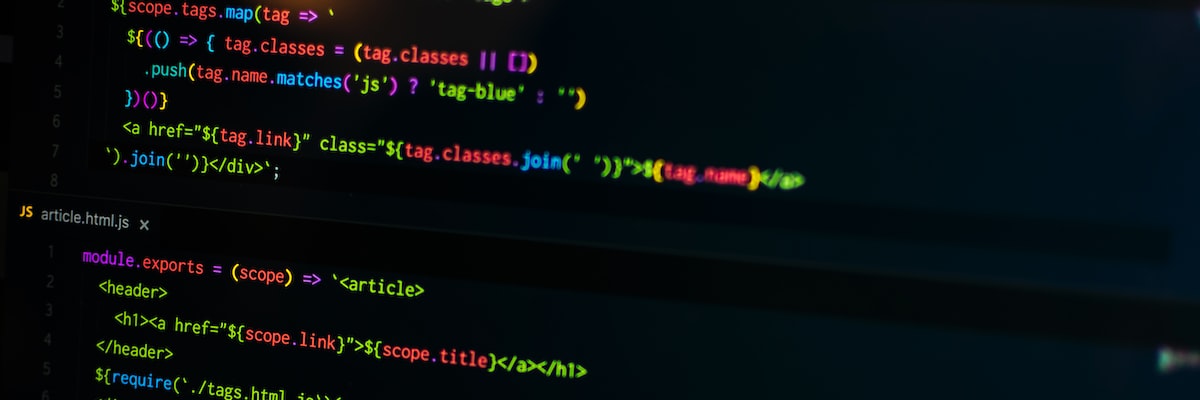 2
${scope.tags.map(tag => `
3 ${(() => { tag.classes = (tag.classes || [])
4 .push(tag.name.matches('js') ? 'tag-blue' : "")
5 })()}
6 <a href="${tag.link}" class="${tag.classes.join(" ")}">${tag.name}</a>
7 `).join('')}</div>`;
8
JS article.html.js ×
1 module.exports = (scope) => `<article>
2 <header>
3 <h1><a href="${scope.link}">${scope.title}</a></h1>
4 </header>
5 ${require(`./tags.html.js`)
6